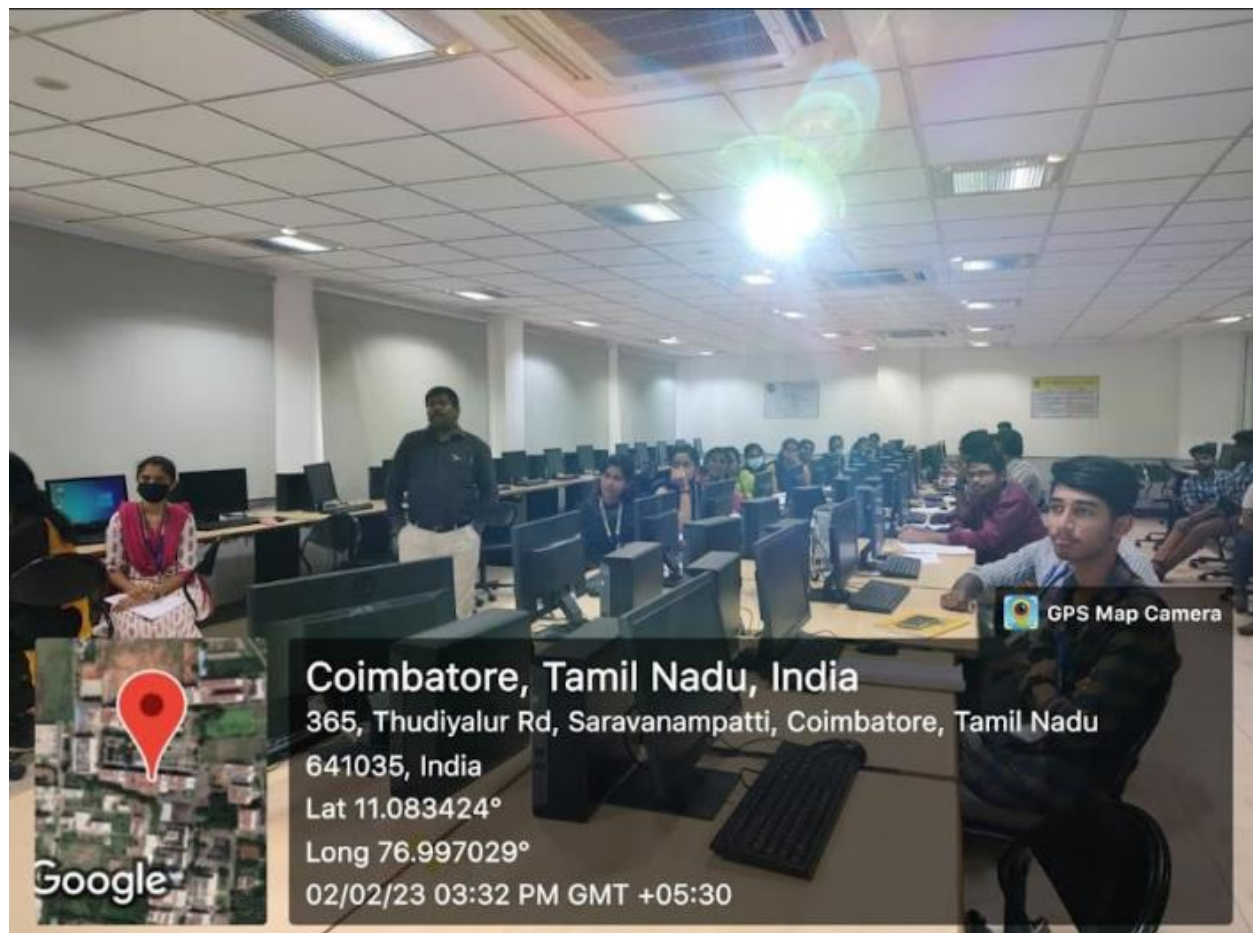 GPS Map Camera
Coimbatore, Tamil Nadu, India
365, Thudiyalur Rd, Saravanampatti, Coimbatore, Tamil Nadu
641035, India
Lat 11.083424°
Long 76.997029°
02/02/23 03:32 PM GMT +05:30
Google